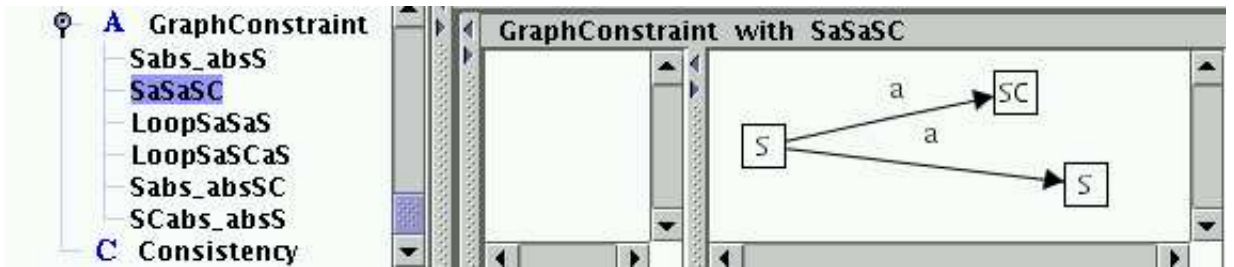 A GraphConstraint
Sabs_absS
SaSaSC
LoopSaSaS
LoopSaSCaS
Sabs_absSC
SCabs_absS
C Consistency
GraphConstraint with SaSaSC
a
SC
a
S
S